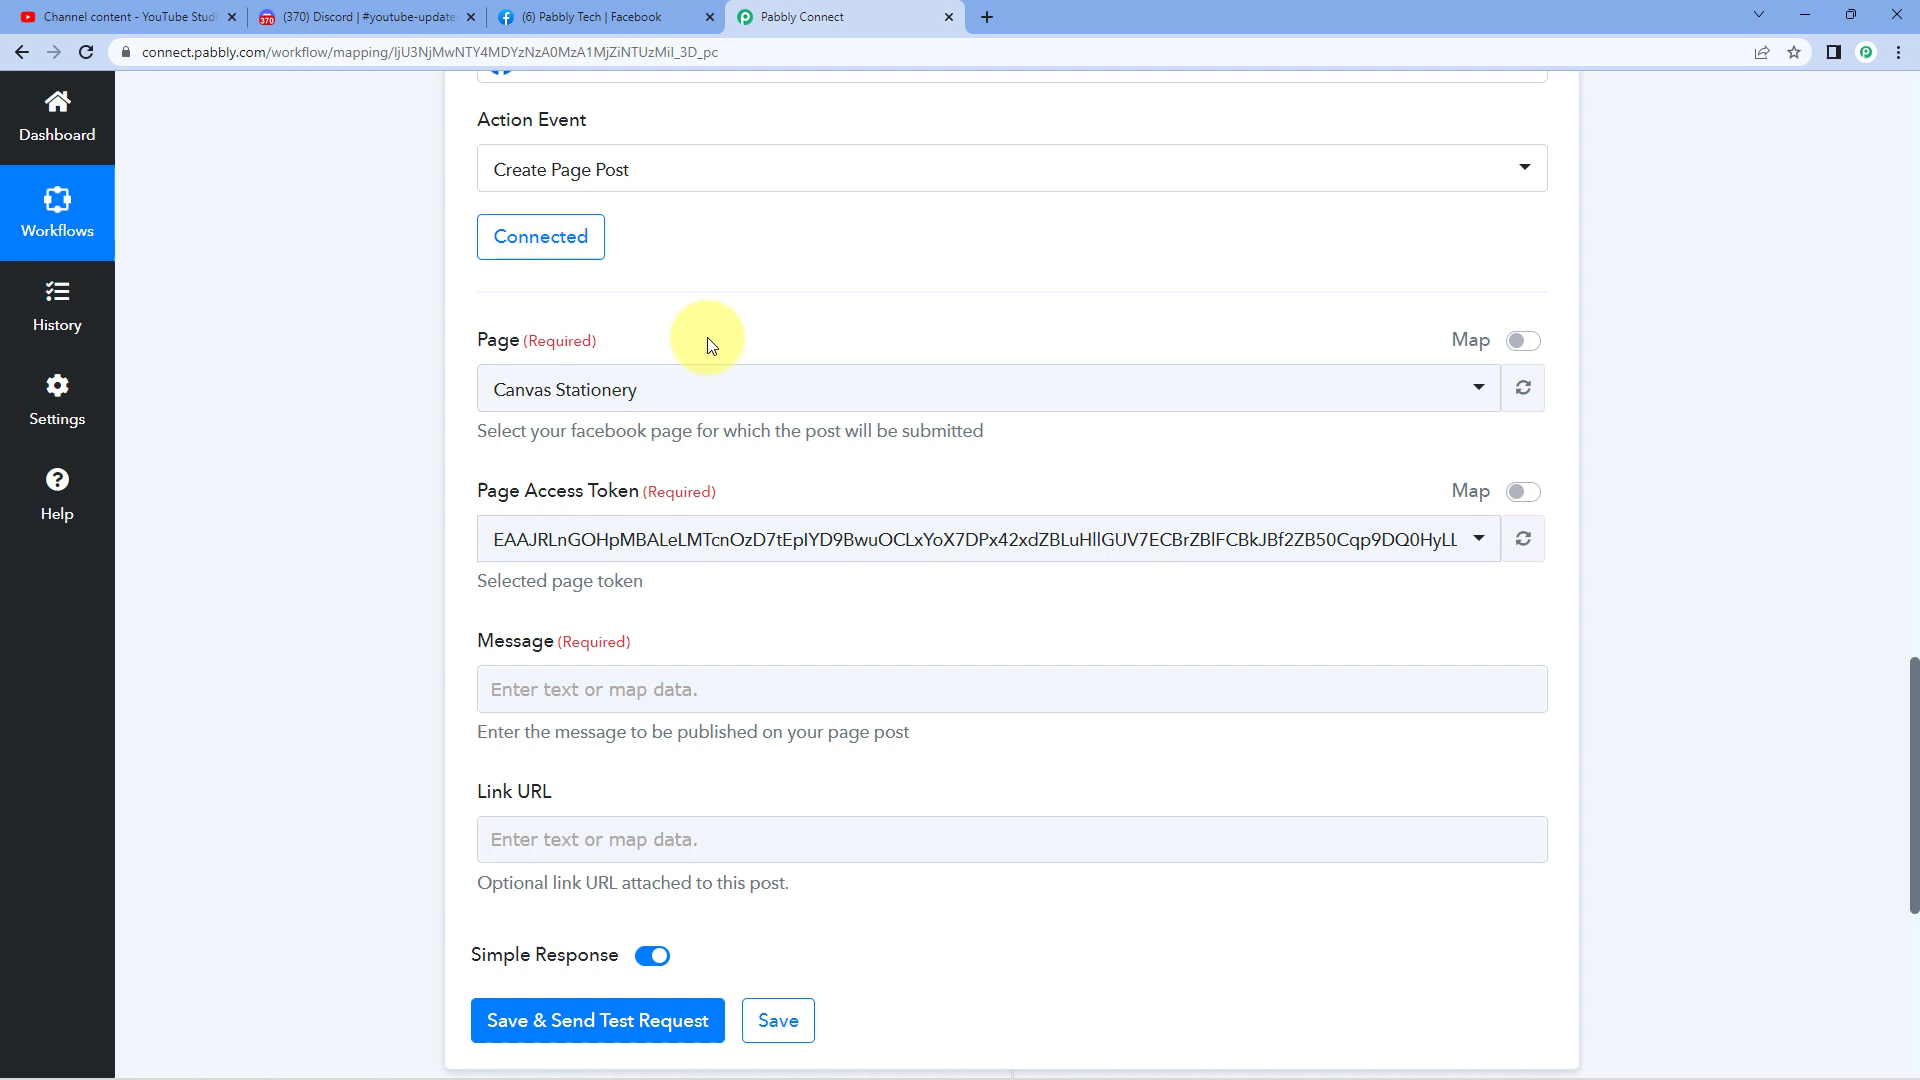 Channel content - YouTube Studi
(370) Discord | #youtube-update
(6) Pabbly Tech | Facebook
Pabbly Connect
connect.pabbly.com/workflow/mapping/IjU3NjMwNTY4MDYzNzA0MzA1MjZiNTUzMiI_3D_pc
Dashboard
Workflows
History
Settings
Help
Action Event
Create Page Post
Connected
Page (Required)
Map
Canvas Stationery
Select your facebook page for which the post will be submitted
Page Access Token (Required)
Map
EAAJRLnGOHpMBALeLMTcnOzD7tEpIYD9BwuOCLxYoX7DPx42xdZBLuHlIGUV7ECBrZBlFCBkJBf2ZB50Cqp9DQ0HyLL
Selected page token
Message (Required)
Enter text or map data.
Enter the message to be published on your page post
Link URL
Enter text or map data.
Optional link URL attached to this post.
Simple Response
Save & Send Test Request
Save